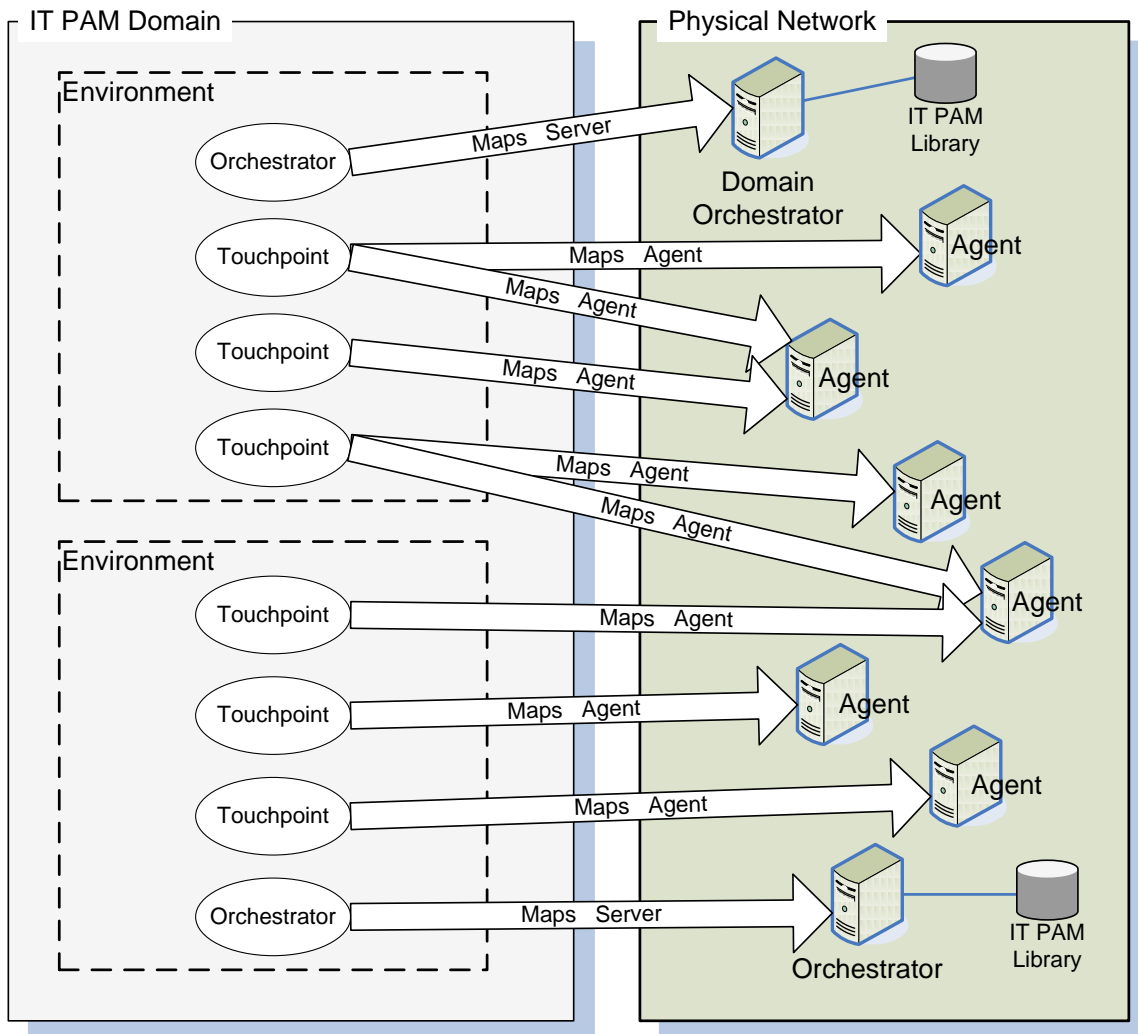 IT PAM Domain
Physical Network
Environment
Orchestrator
Maps Server
Domain
Orchestrator
IT PAM
Library
Touchpoint
Maps Agent
Agent
Maps Agent
Agent
Touchpoint
Maps Agent
Touchpoint
Maps Agent
Agent
Maps Agent
Agent
Environment
Touchpoint
Maps Agent
Touchpoint
Maps Agent
Agent
Touchpoint
Maps Agent
Agent
Orchestrator
Maps Server
Orchestrator
IT PAM
Library